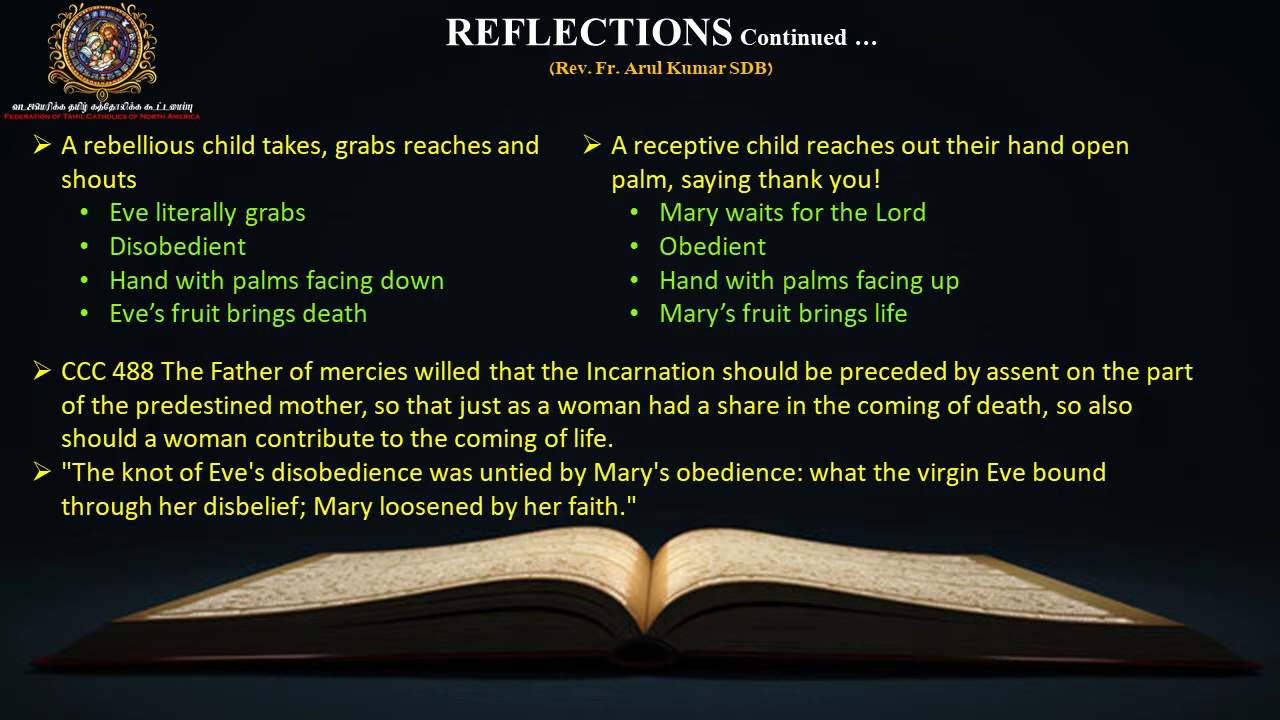 REFLECTIONS Continued …
(Rev. Fr. Arul Kumar SDB)
வடஅமெரிக்க தமிழ் கத்தோலிக்க கூட்டமைப்பு
FEDERATION OF TAMIL CATHOLICS OF NORTH AMERICA
➢ A rebellious child takes, grabs reaches and
shouts
• Eve literally grabs
• Disobedient
• Hand with palms facing down
• Eve’s fruit brings death
➢ A receptive child reaches out their hand open
palm, saying thank you!
• Mary waits for the Lord
• Obedient
• Hand with palms facing up
• Mary’s fruit brings life
➢ CCC 488 The Father of mercies willed that the Incarnation should be preceded by assent on the part
of the predestined mother, so that just as a woman had a share in the coming of death, so also
should a woman contribute to the coming of life.
➢ "The knot of Eve's disobedience was untied by Mary's obedience: what the virgin Eve bound
through her disbelief; Mary loosened by her faith."